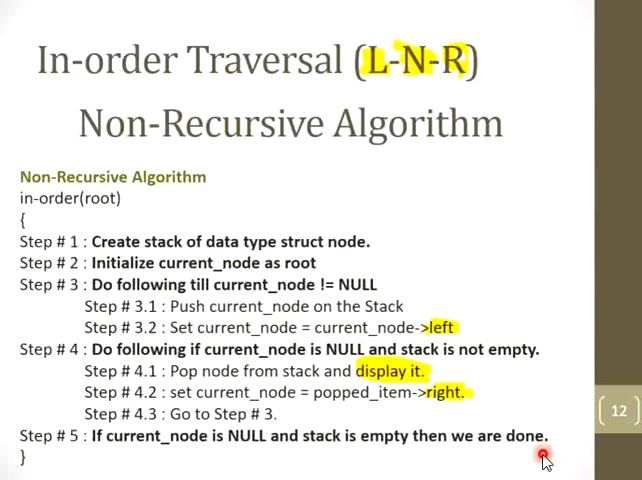 In-order Traversal (L-N-R)
Non-Recursive Algorithm
Non-Recursive Algorithm
in-order(root)
{
Step # 1 : Create stack of data type struct node.
Step # 2 : Initialize current_node as root
Step # 3 : Do following till current_node != NULL
Step # 3.1 : Push current_node on the Stack
Step # 3.2 : Set current_node = current_node->left
Step # 4 : Do following if current_node is NULL and stack is not empty.
Step # 4.1 : Pop node from stack and display it.
Step # 4.2 : set current_node = popped_item->right.
Step # 4.3 : Go to Step # 3.
Step # 5 : If current_node is NULL and stack is empty then we are done.
}
12